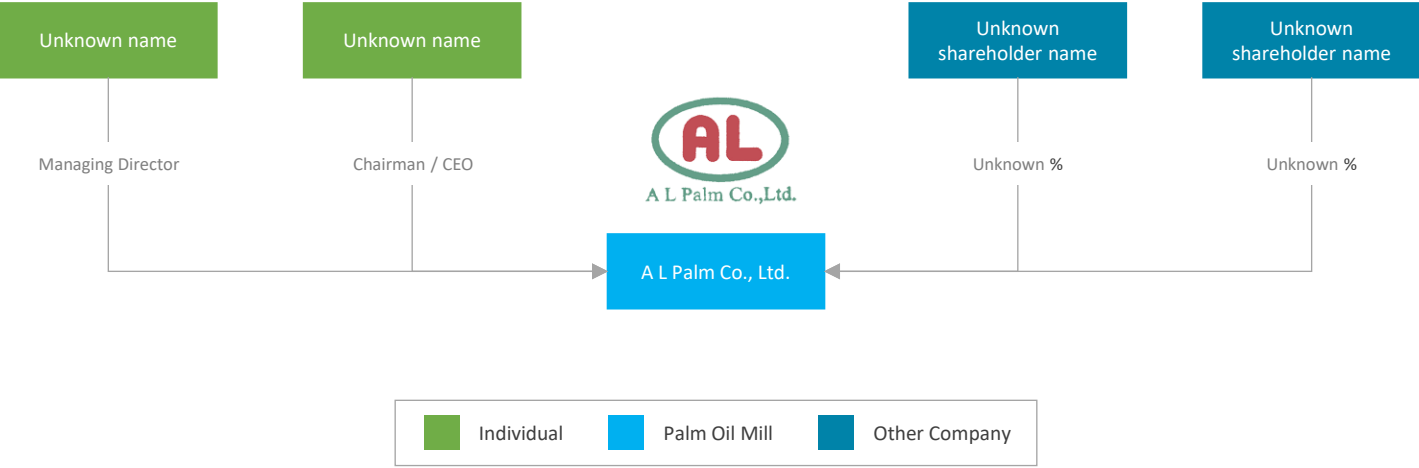 Unknown name
Unknown name
Unknown
shareholder name
Unknown
shareholder name
Managing Director
Chairman / CEO
AL
A L Palm Co.,Ltd.
Unknown %
Unknown %
A L Palm Co., Ltd.
Individual
Palm Oil Mill
Other Company